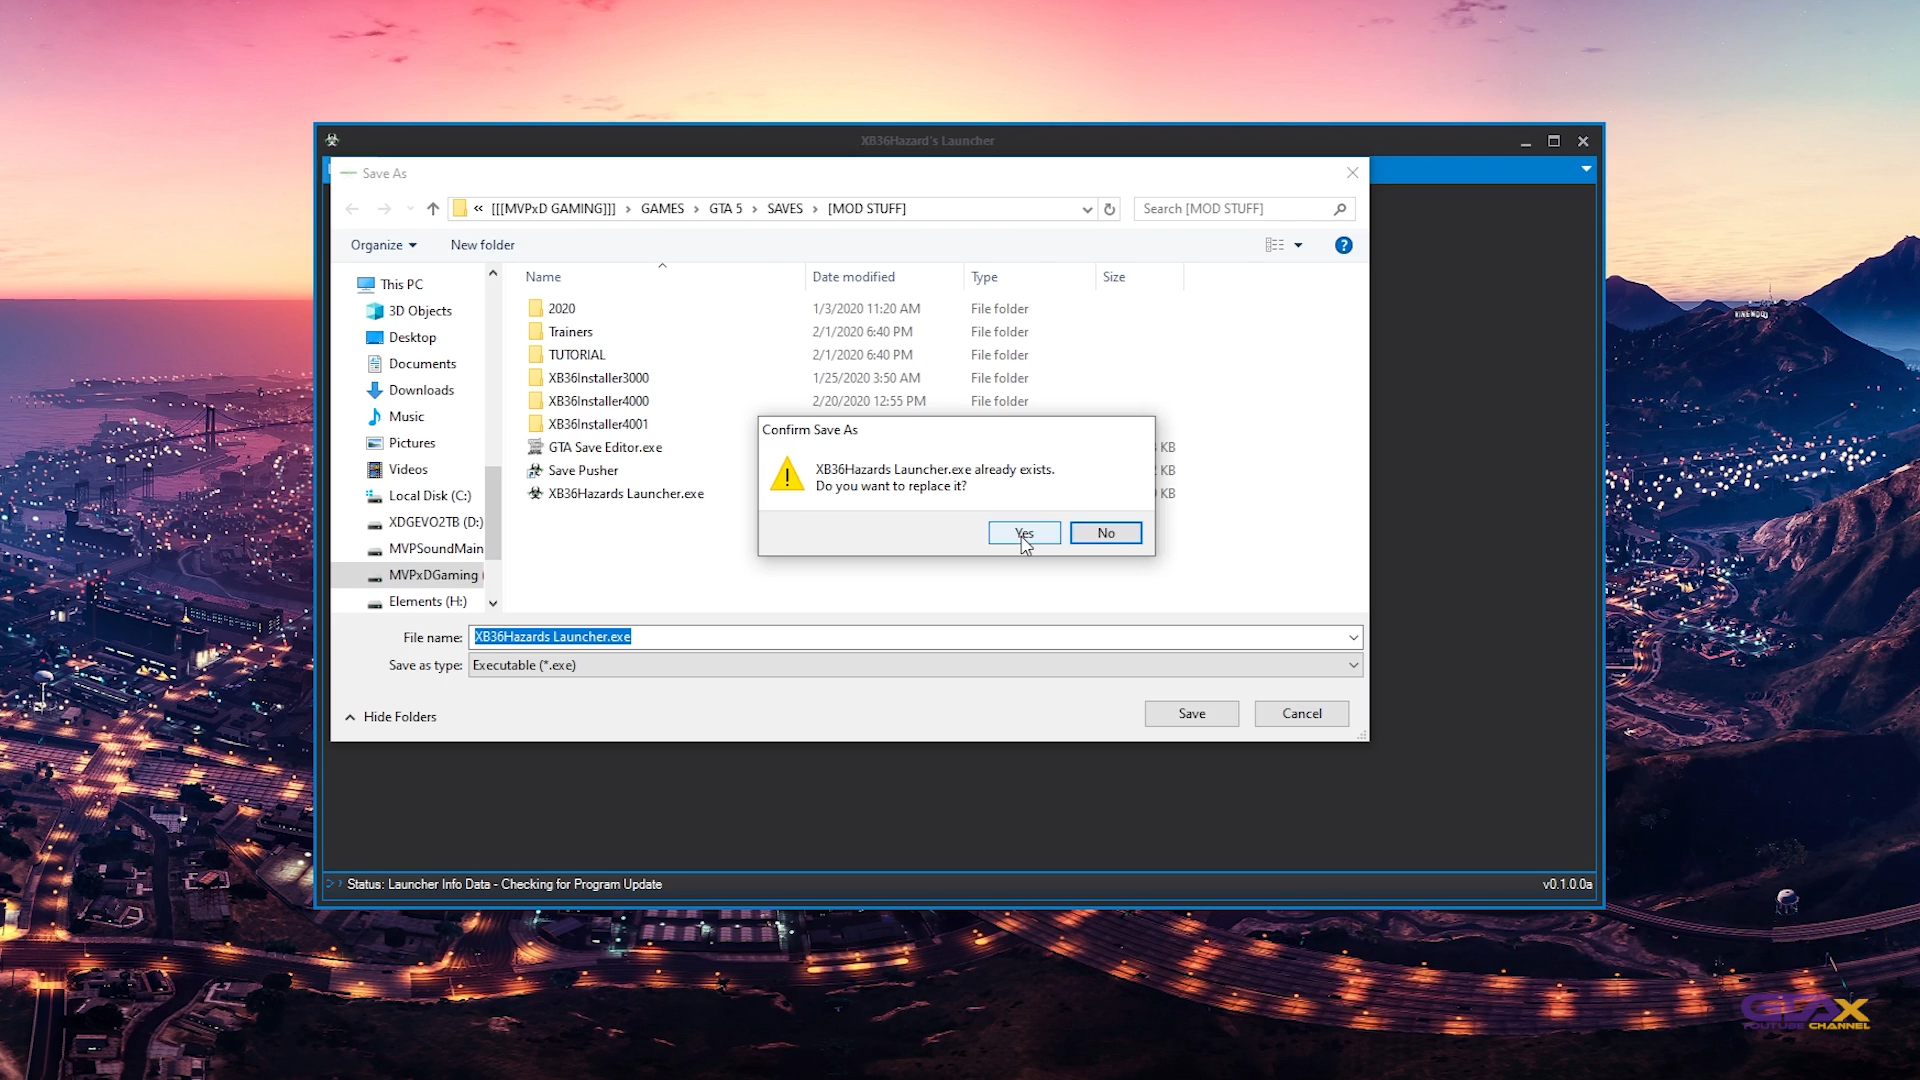 XB36Hazard's Launcher
Save As
« [[[MVPxD GAMING]]] › GAMES › GTA 5 › SAVES › [MOD STUFF]
Search [MOD STUFF]
Organize
New folder
Name
Date modified
Type
Size
This PC
3D Objects
Desktop
Documents
Downloads
Music
Pictures
Videos
Local Disk (C:)
XDGEVO2TB (D:)
MVPSoundMain
MVPxDGaming (
Elements (H:)
2020 1/3/2020 11:20 AM File folder
Trainers 2/1/2020 6:40 PM File folder
TUTORIAL 2/1/2020 6:40 PM File folder
XB36Installer3000 1/25/2020 3:50 AM File folder
XB36Installer4000 2/20/2020 12:55 PM File folder
XB36Installer4001
GTA Save Editor.exe KB
Save Pusher KB
XB36Hazards Launcher.exe KB
Confirm Save As
XB36Hazards Launcher.exe already exists.
Do you want to replace it?
Yes
No
File name: XB36Hazards Launcher.exe
Save as type: Executable (*.exe)
Hide Folders
Save
Cancel
Status: Launcher Info Data - Checking for Program Update
v0.1.0.0a
VINEWOOD
GTAX
YOUTUBE CHANNEL